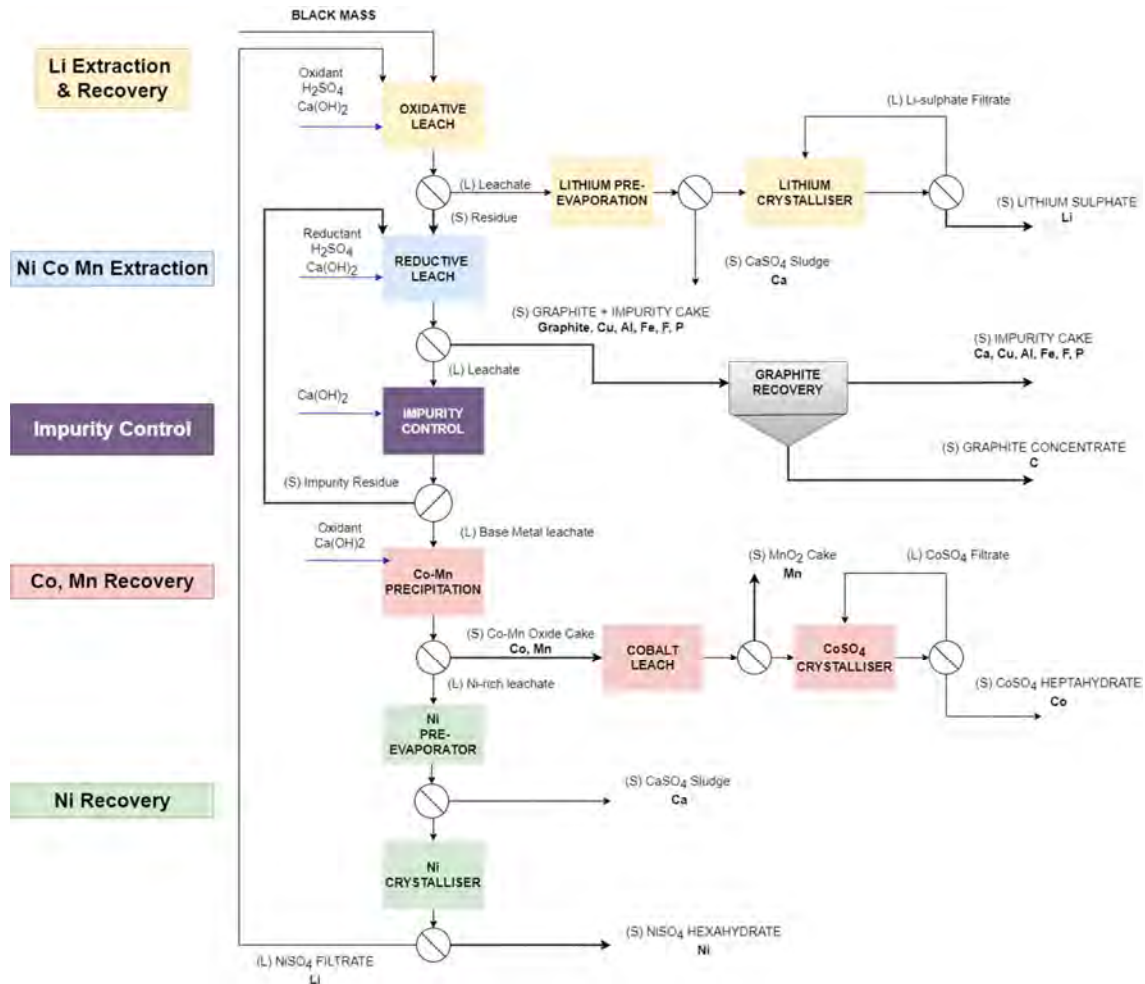 BLACK MASS
Li Extraction
& Recovery
Oxidant
H2SO4
Ca(OH)2
OXIDATIVE
LEACH
(L) Li-sulphate Filtrate
(L) Leachate
LITHIUM PRE-
EVAPORATION
LITHIUM
CRYSTALLISER
(S) LITHIUM SULPHATE
Li
(S) Residue
Ni Co Mn Extraction
Reductant
H2SO4
Ca(OH)2
REDUCTIVE
LEACH
(S) CaSO4 Sludge
Ca
(S) GRAPHITE + IMPURITY CAKE
Graphite, Cu, Al, Fe, F, P
(L) Leachate
GRAPHITE
RECOVERY
(S) IMPURITY CAKE
Ca, Cu, Al, Fe, F, P
Impurity Control
Ca(OH)2
IMPURITY
CONTROL
(S) GRAPHITE CONCENTRATE
C
(S) Impurity Residue
(L) Base Metal leachate
Co, Mn Recovery
Oxidant
Ca(OH)2
Co-Mn
PRECIPITATION
(S) MnO2 Cake
Mn
(L) CoSO4 Filtrate
(S) Co-Mn Oxide Cake
Co, Mn
COBALT
LEACH
CoSO4
CRYSTALLISER
(L) Ni-rich leachate
(S) CoSO4 HEPTAHYDRATE
Co
Ni
PRE-
EVAPORATOR
Ni Recovery
(S) CaSO4 Sludge
Ca
Ni
CRYSTALLISER
(S) NiSO4 HEXAHYDRATE
Ni
(L) NiSO4 FILTRATE
Li